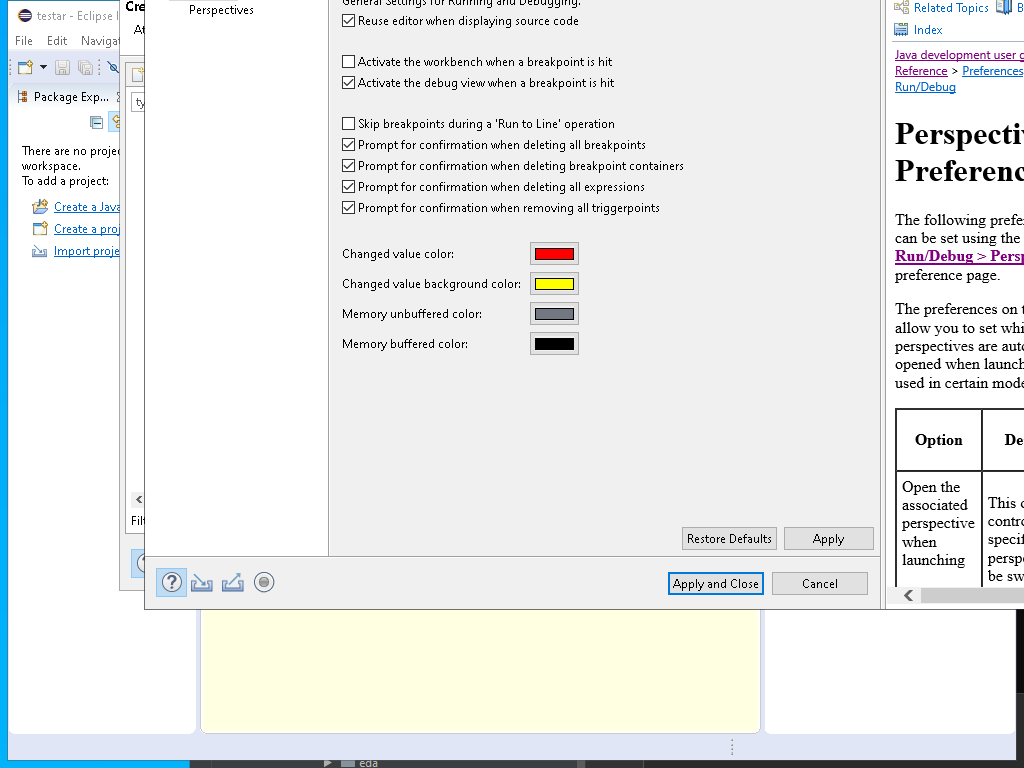 testar - Eclipse I
File Edit Navigat
Package Exp...
There are no projec
workspace.
To add a project:
Create a Java
Create a proj
Import proje
Cre
At
ty
Filt
Perspectives
General Settings for Running and Debugging.
Reuse editor when displaying source code
Activate the workbench when a breakpoint is hit
Activate the debug view when a breakpoint is hit
Skip breakpoints during a 'Run to Line' operation
Prompt for confirmation when deleting all breakpoints
Prompt for confirmation when deleting breakpoint containers
Prompt for confirmation when deleting all expressions
Prompt for confirmation when removing all triggerpoints
Changed value color:
Changed value background color:
Memory unbuffered color:
Memory buffered color:
Restore Defaults Apply
Apply and Close Cancel
Related Topics B
Index
Java development user g
Reference > Preferences
Run/Debug
Perspectiv
Preferenc
The following prefer
can be set using the
Run/Debug > Persp
preference page.
The preferences on t
allow you to set whi
perspectives are auto
opened when launch
used in certain mode
Option De
Open the
associated
perspective
when
launching
This o
contro
specif
perspe
be sw
eda